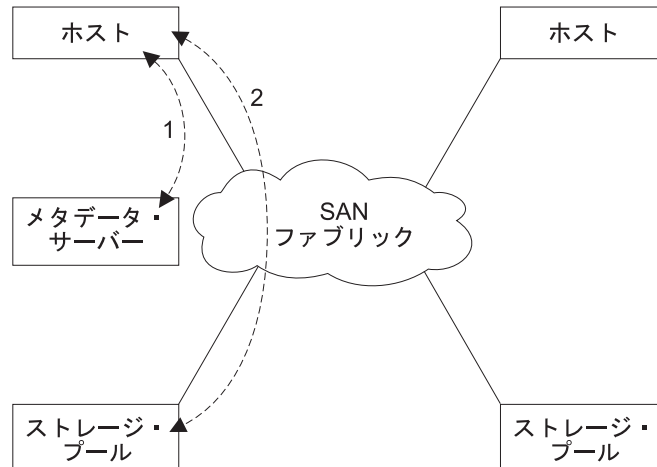 ホスト
ホスト
2
1
メタデータ・
サーバー
SAN
ファブリック
ストレージ・
プール
ストレージ・
プール